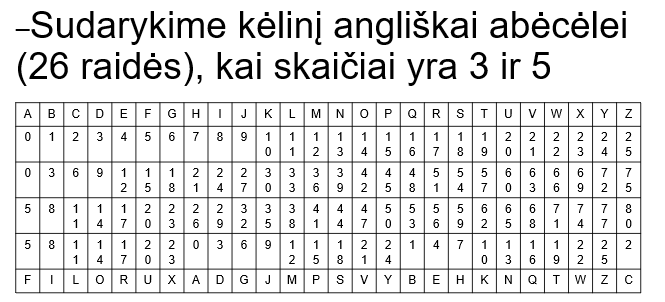 –Sudarykime kėlinį angliškai abėcėlei
(26 raidės), kai skaičiai yra 3 ir 5
A B C D E F G H I J K L M N O P Q R S T U V W X Y Z
0 1 2 3 4 5 6 7 8 9 10 11 12 13 14 15 16 17 18 19 20 21 22 23 24 25
0 3 6 9 12 15 18 21 24 27 30 33 36 39 42 45 48 51 54 57 60 63 66 69 72 75
5 8 11 14 17 20 23 26 29 32 35 38 41 44 47 50 53 56 59 62 65 68 71 74 77 80
5 8 11 14 17 20 23 0 3 6 9 12 15 18 21 24 1 4 7 10 13 16 19 22 25 2
F I L O R U X A D G J M P S V Y B E H K N Q T W Z C